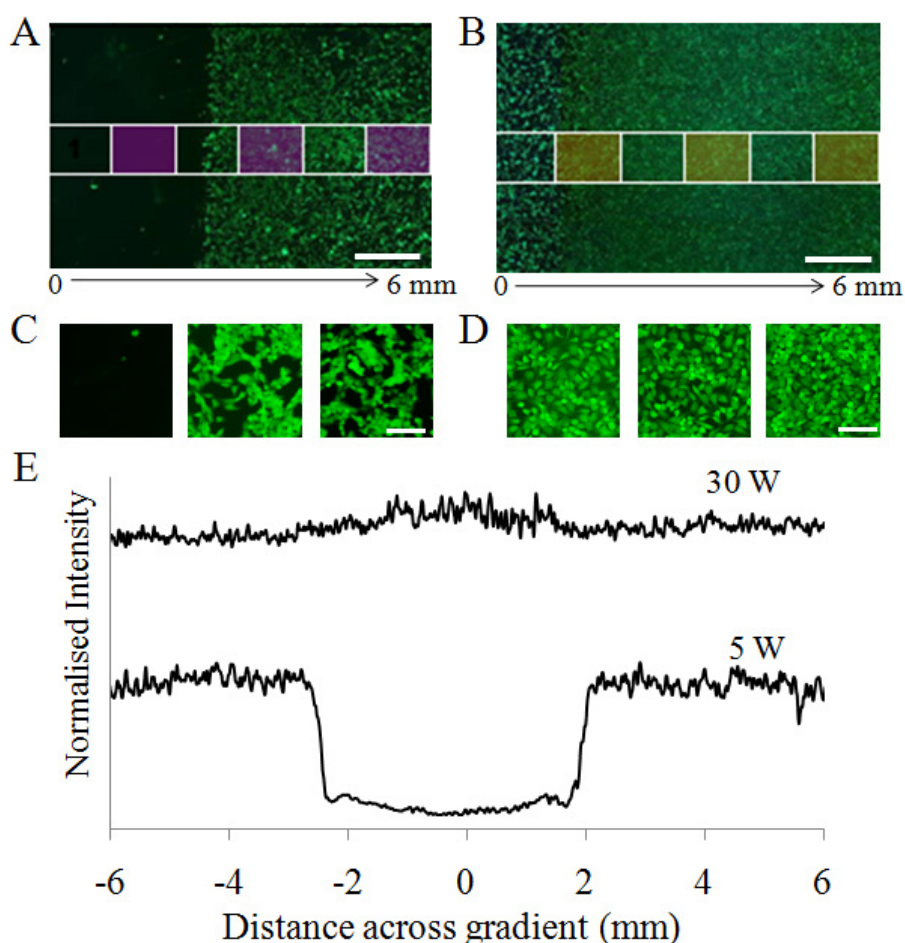 A
B
1
0 6 mm
0 6 mm
C
D
E
30 W
5 W
Normalised Intensity
-6 -4 -2 0 2 4 6
Distance across gradient (mm)